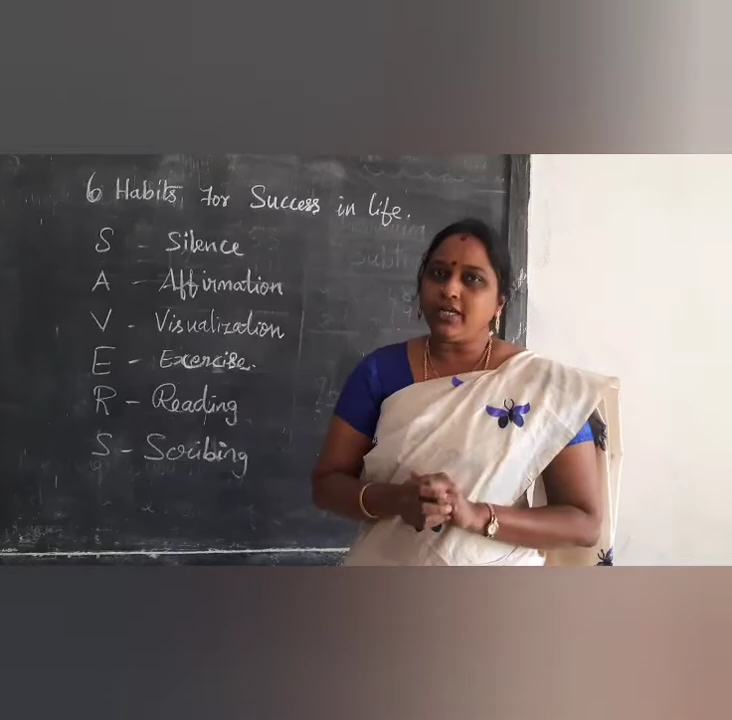 6 Habits for Success in life.
S - Silence
A - Affirmation
V - Visualization
E - Exercise.
R - Reading
S - Scribing